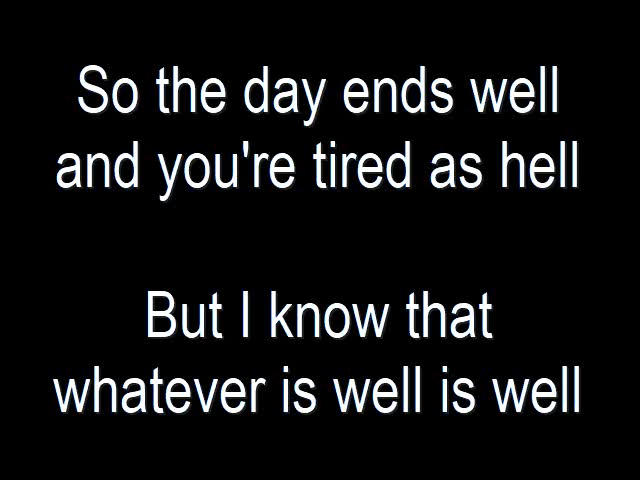 So the day ends well
and you're tired as hell
But I know that
whatever is well is well